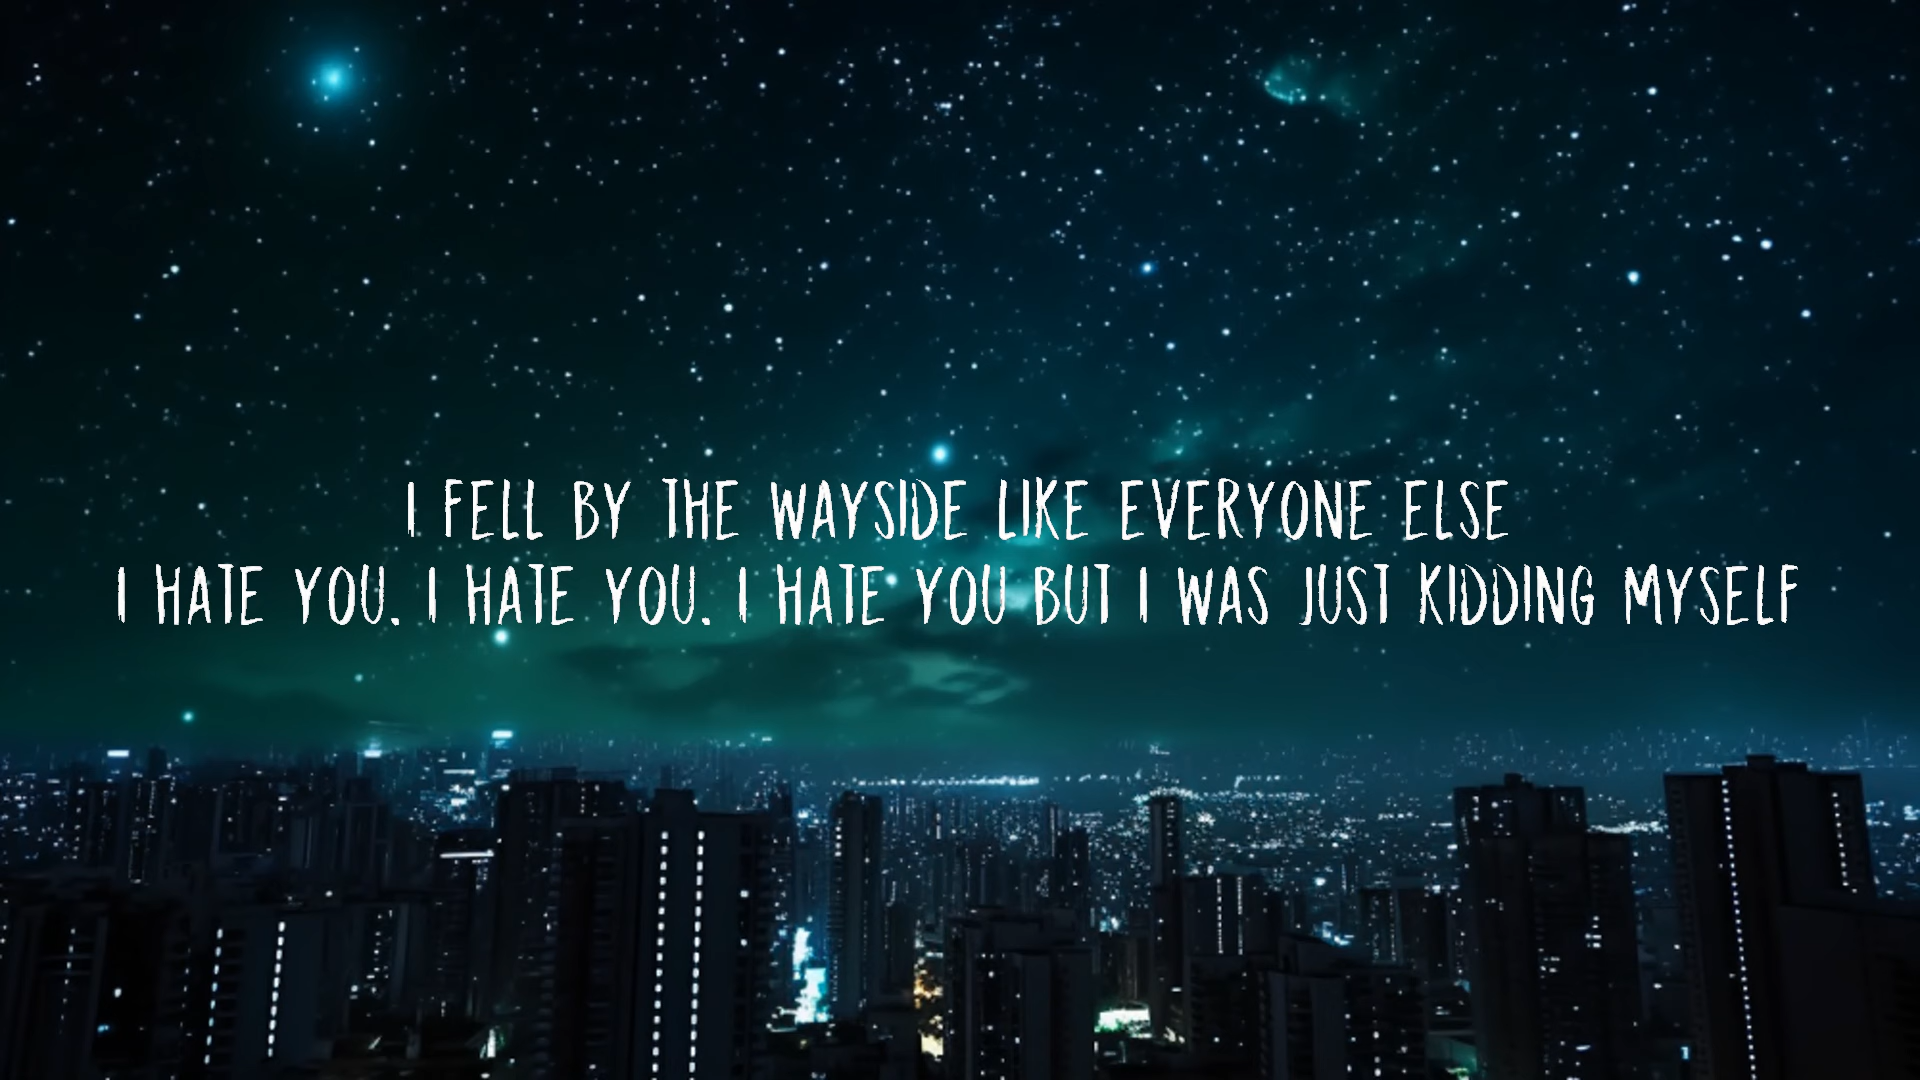 I FELL BY THE WAYSIDE LIKE EVERYONE ELSE
I HATE YOU. I HATE YOU. I HATE YOU BUT I WAS JUST KIDDING MYSELF